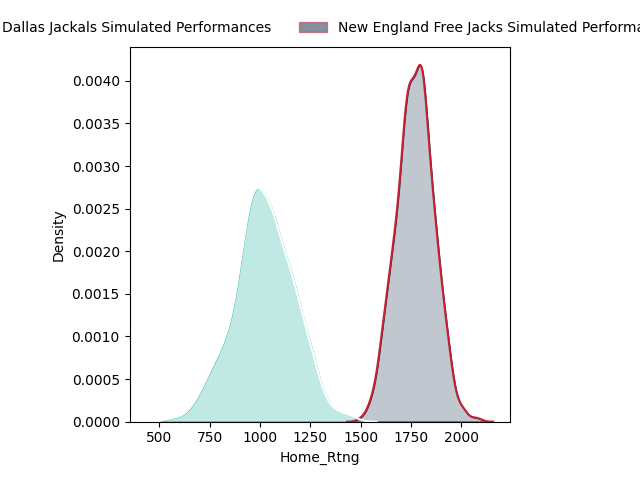 Dallas Jackals Simulated Performances
New England Free Jacks Simulated Performa
0.0040
0.0035
0.0030
0.0025
0.0020
0.0015
0.0010
0.0005
0.0000
Density
500 750 1000 1250 1500 1750 2000
Home_Rtng